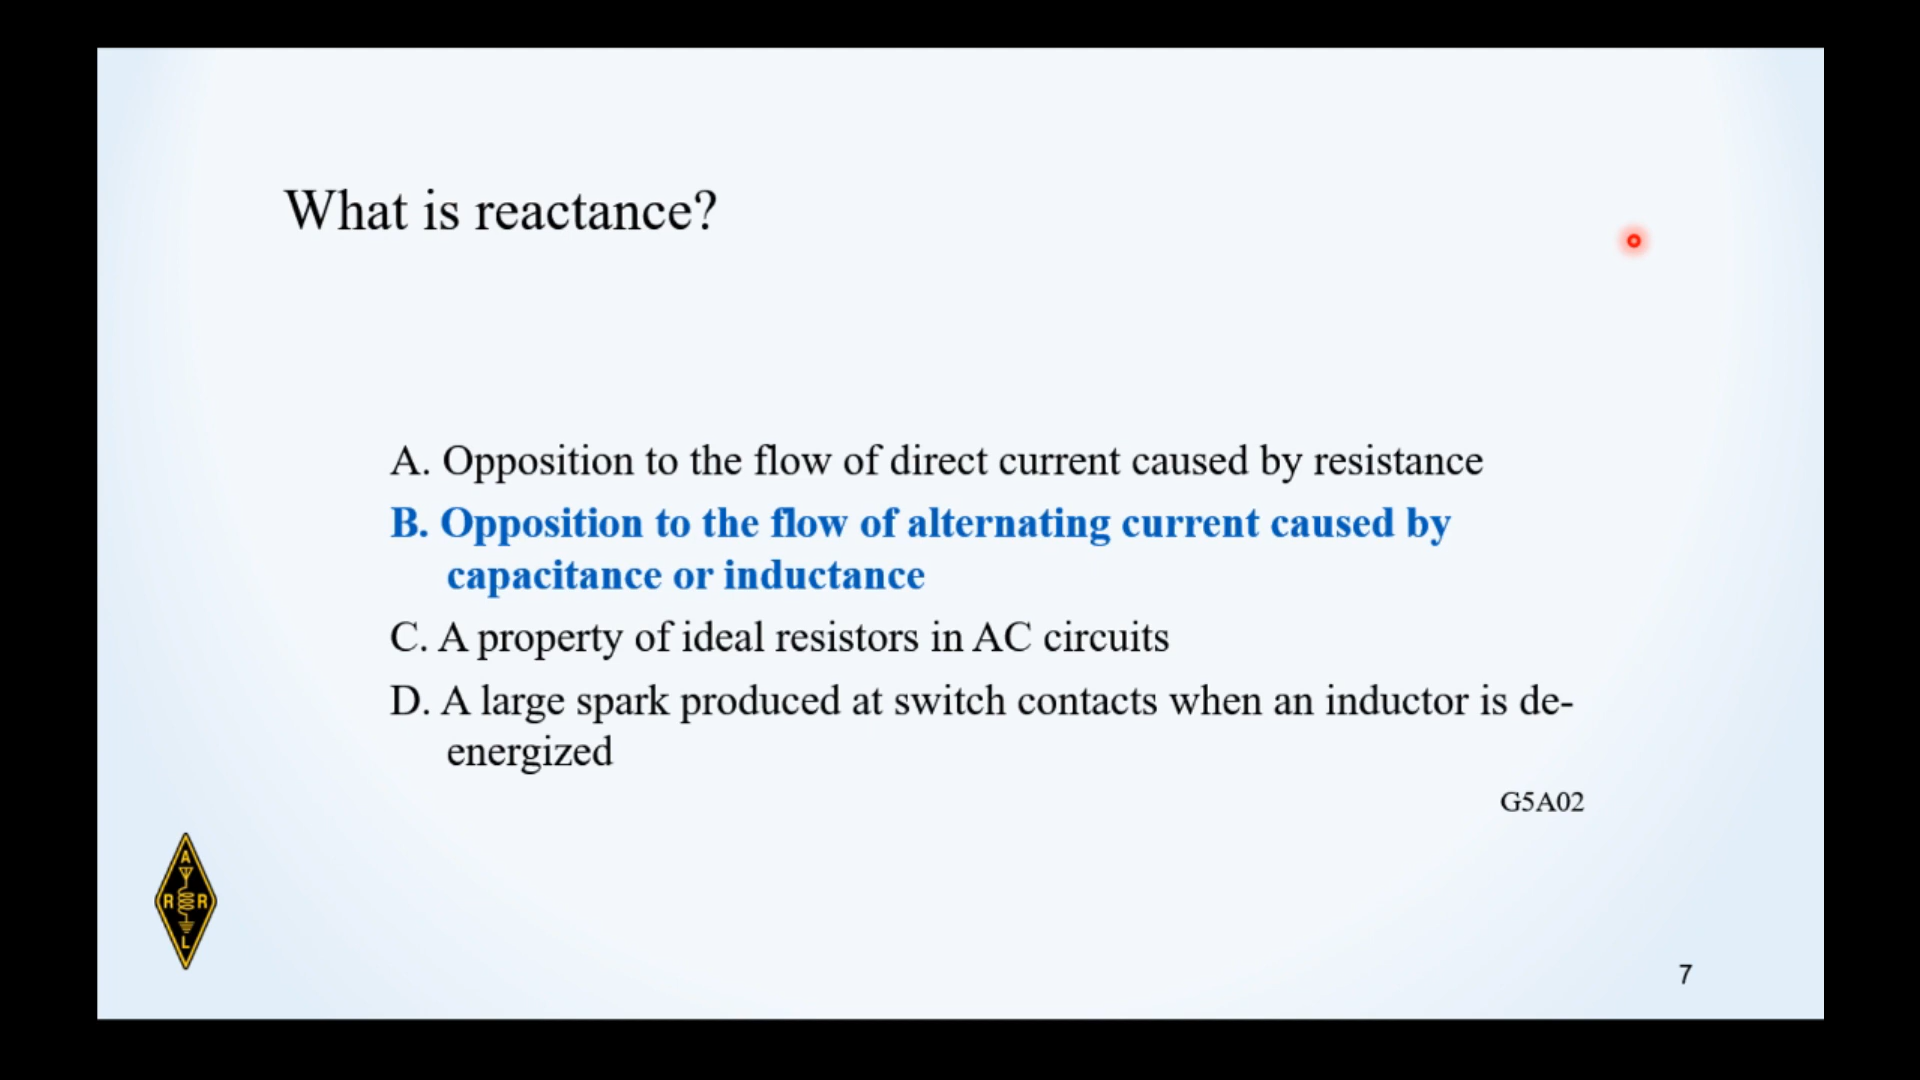 What is reactance?
A. Opposition to the flow of direct current caused by resistance
B. Opposition to the flow of alternating current caused by
capacitance or inductance
C. A property of ideal resistors in AC circuits
D. A large spark produced at switch contacts when an inductor is de-
energized
G5A02
A
R R
L
7